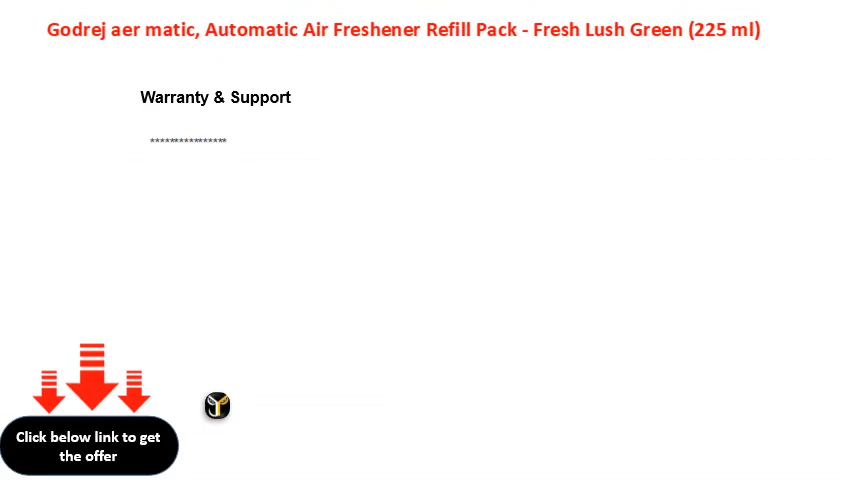 Godrej aer matic, Automatic Air Freshener Refill Pack - Fresh Lush Green (225 ml)
Warranty & Support
****************
Click below link to get
the offer